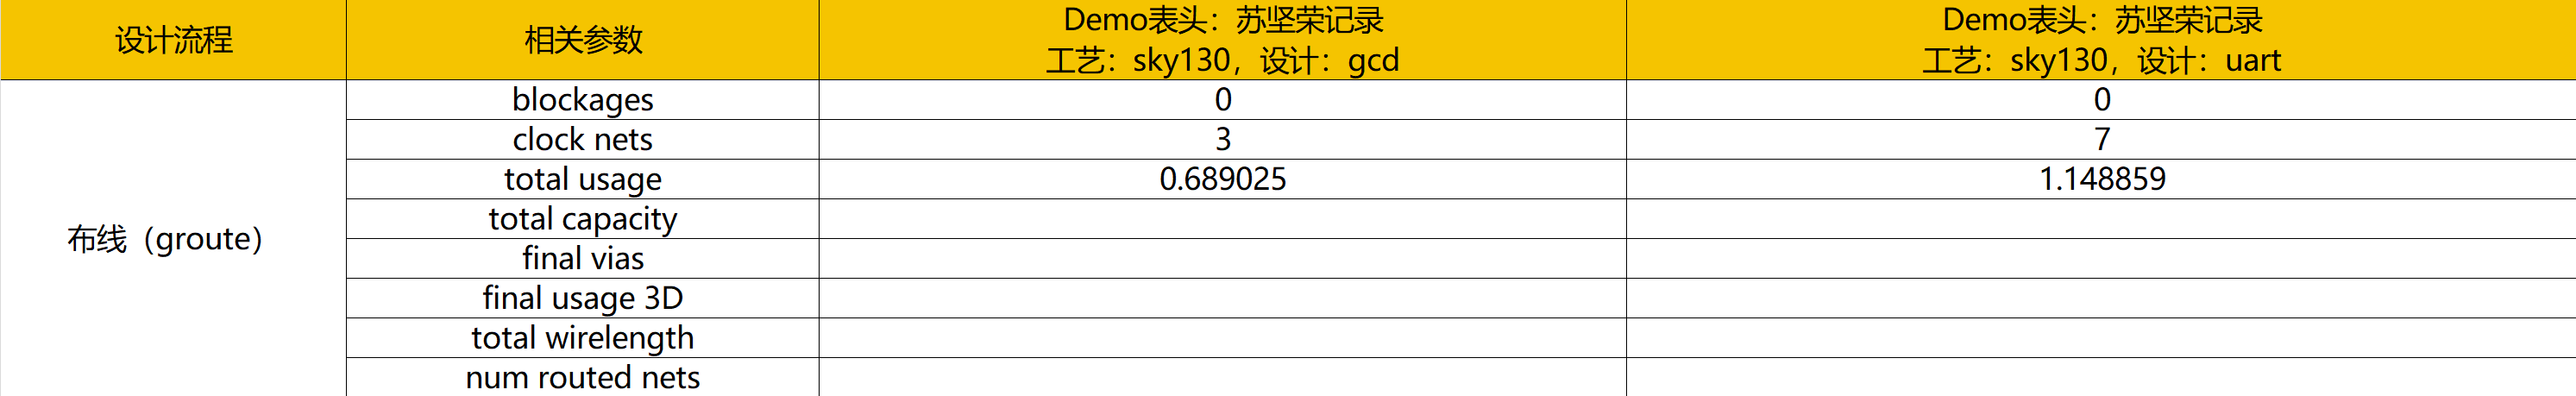 设计流程
相关参数
Demo表头：苏坚荣记录
工艺：sky130，设计：gcd
Demo表头：苏坚荣记录
工艺：sky130，设计：uart
布线（groute）
blockages
0
0
clock nets
3
7
total usage
0.689025
1.148859
total capacity
final vias
final usage 3D
total wirelength
num routed nets